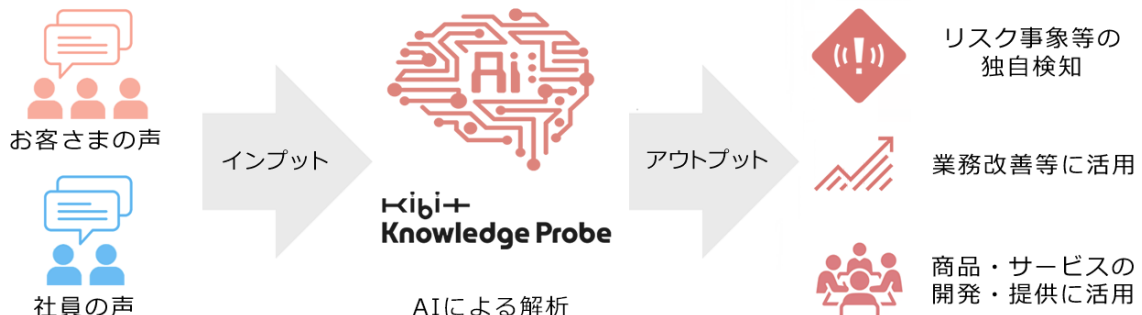 お客さまの声
社員の声
インプット
Ai
KiBiT
Knowledge Probe
AIによる解析
アウトプット
リスク事象等の
独自検知
業務改善等に活用
商品・サービスの
開発・提供に活用